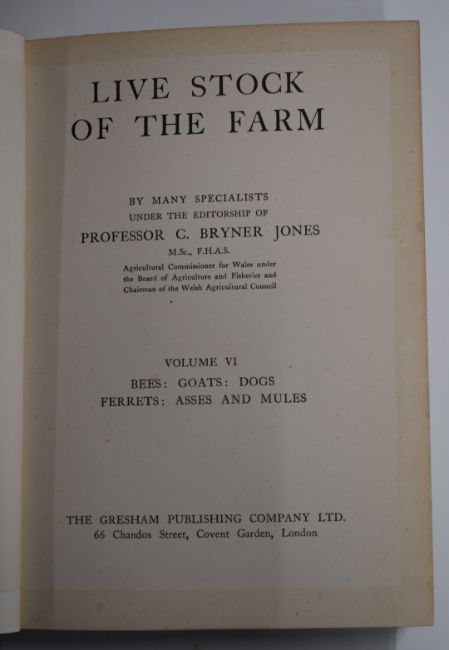 LIVE STOCK
OF THE FARM
BY MANY SPECIALISTS
UNDER THE EDITORSHIP OF
PROFESSOR C. BRYNER JONES
M.Sc., F.H.A.S.
Agricultural Commissioner for Wales under
the Board of Agriculture and Fisheries and
Chairman of the Welsh Agricultural Council
VOLUME VI
BEES: GOATS: DOGS
FERRETS: ASSES AND MULES
THE GRESHAM PUBLISHING COMPANY LTD.
66 Chandos Street, Covent Garden, London